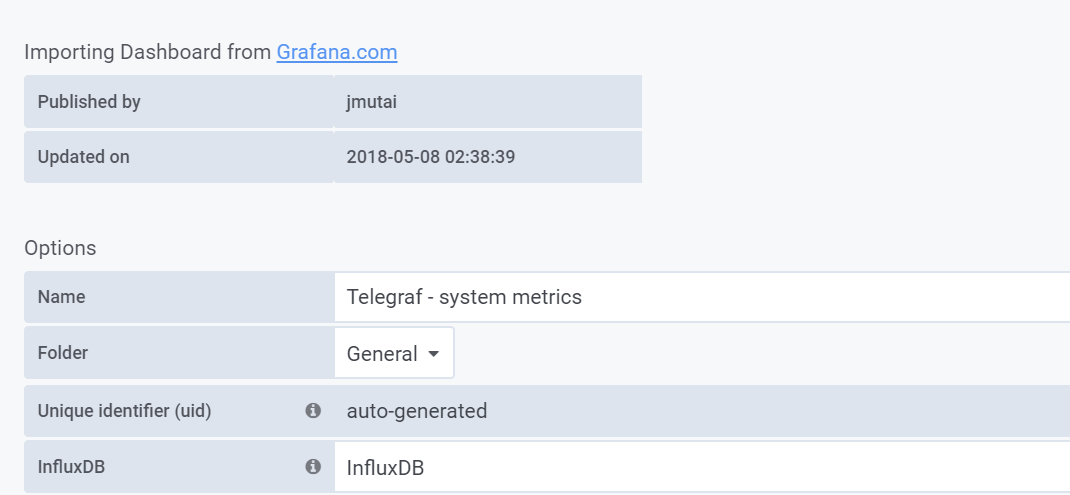 Importing Dashboard from Grafana.com
Published by jmutai
Updated on 2018-05-08 02:38:39
Options
Name Telegraf - system metrics
Folder General
Unique identifier (uid) auto-generated
InfluxDB InfluxDB